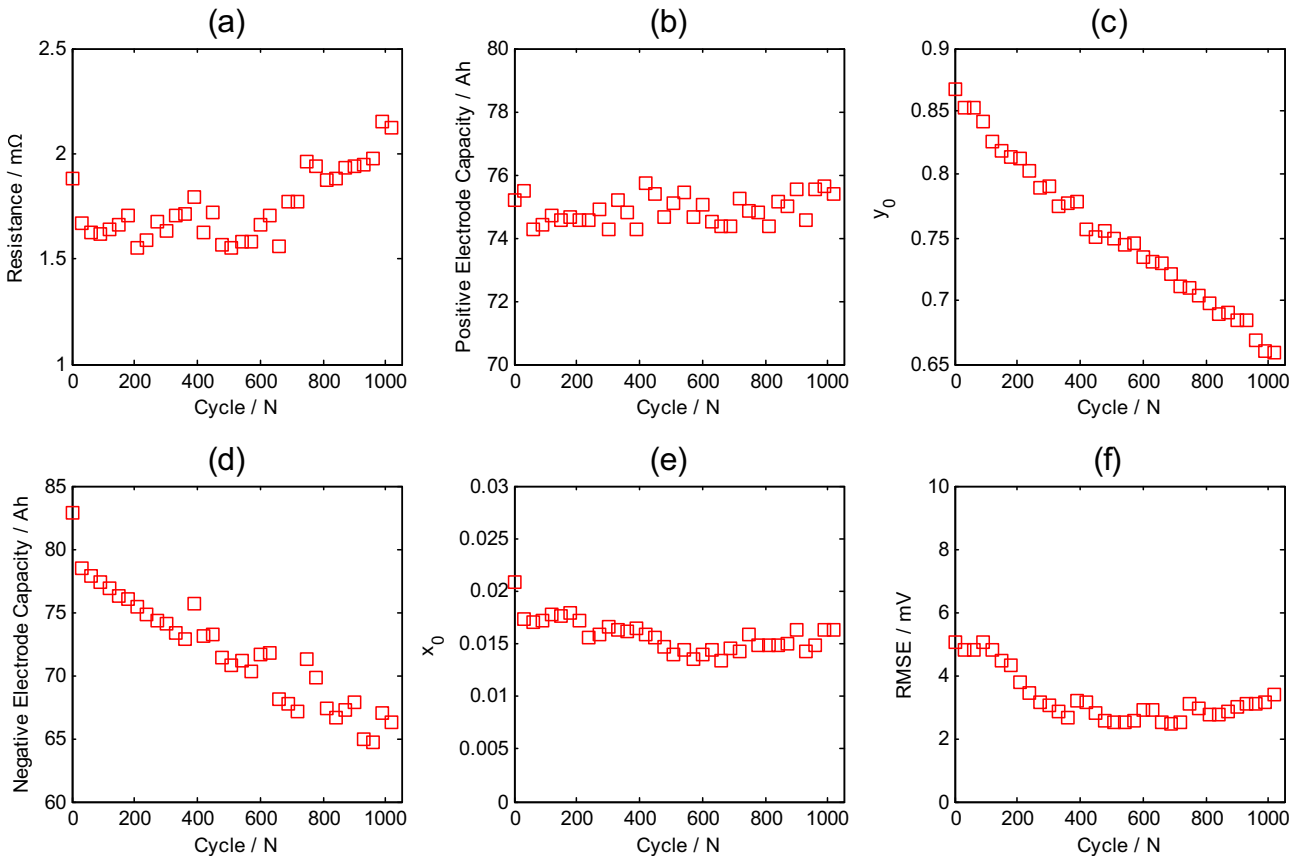 (a)
2.5
2
1.5
1
0 200 400 600 800 1000
Resistance / mΩ
Cycle / N
(b)
80
78
76
74
72
70
0 200 400 600 800 1000
Positive Electrode Capacity / Ah
Cycle / N
(c)
0.9
0.85
0.8
0.75
0.7
0.65
0 200 400 600 800 1000
y_0
Cycle / N
(d)
85
80
75
70
65
60
0 200 400 600 800 1000
Negative Electrode Capacity / Ah
Cycle / N
(e)
0.03
0.025
0.02
0.015
0.01
0.005
0
0 200 400 600 800 1000
x_0
Cycle / N
(f)
10
8
6
4
2
0
0 200 400 600 800 1000
RMSE / mV
Cycle / N